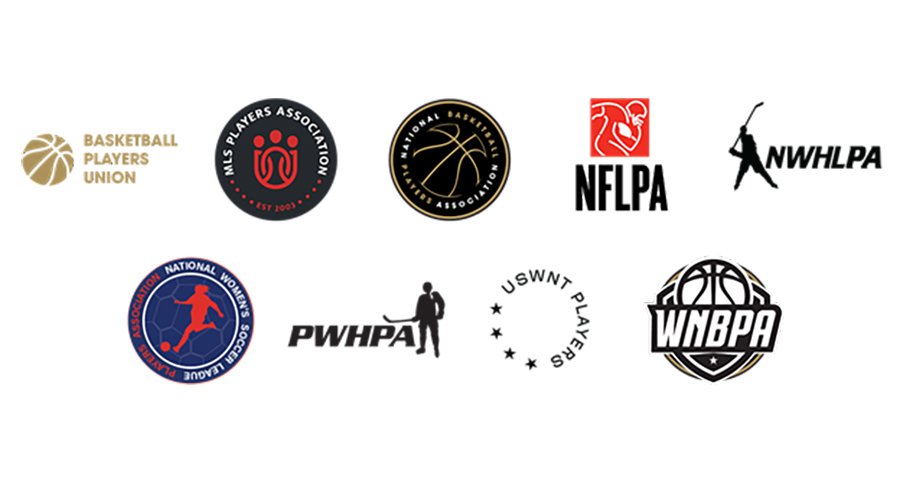 BASKETBALL
PLAYERS
UNION
MLS PLAYERS ASSOCIATION
EST 2003
NATIONAL BASKETBALL
PLAYERS ASSOCIATION
NFLPA
NWHLPA
NATIONAL WOMEN'S SOCCER LEAGUE
PLAYERS ASSOCIATION
PWHPA
USWNT PLAYERS
WNBPA